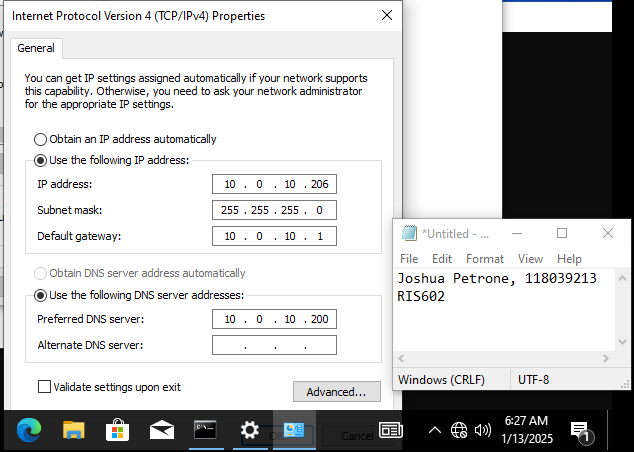 Internet Protocol Version 4 (TCP/IPv4) Properties
General
You can get IP settings assigned automatically if your network supports
this capability. Otherwise, you need to ask your network administrator
for the appropriate IP settings.
Obtain an IP address automatically
Use the following IP address:
IP address:
10 . 0 . 10 . 206
Subnet mask:
255 . 255 . 255 . 0
Default gateway:
10 . 0 . 10 . 1
Obtain DNS server address automatically
Use the following DNS server addresses:
Preferred DNS server:
10 . 0 . 10 . 200
Alternate DNS server:
. . .
Validate settings upon exit
Advanced...
Cancel
*Untitled - ...
File Edit Format View Help
Joshua Petrone, 118039213
RIS602
Windows (CRLF)
UTF-8
6:27 AM
1/13/2025
1